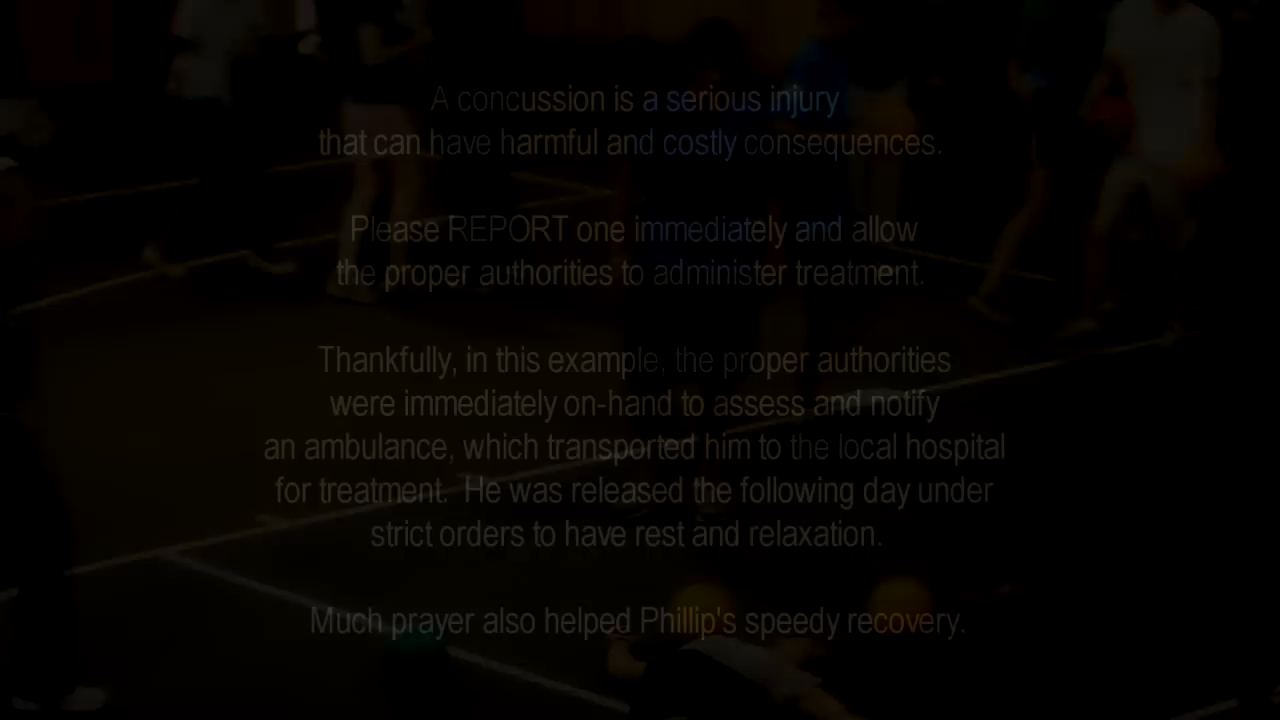 A concussion is a serious injury
that can have harmful and costly consequences.
Please REPORT one immediately and allow
the proper authorities to administer treatment.
Thankfully, in this example, the proper authorities
were immediately on-hand to assess and notify
an ambulance, which transported him to the local hospital
for treatment.  He was released the following day under
strict orders to have rest and relaxation.
Much prayer also helped Phillip's speedy recovery.